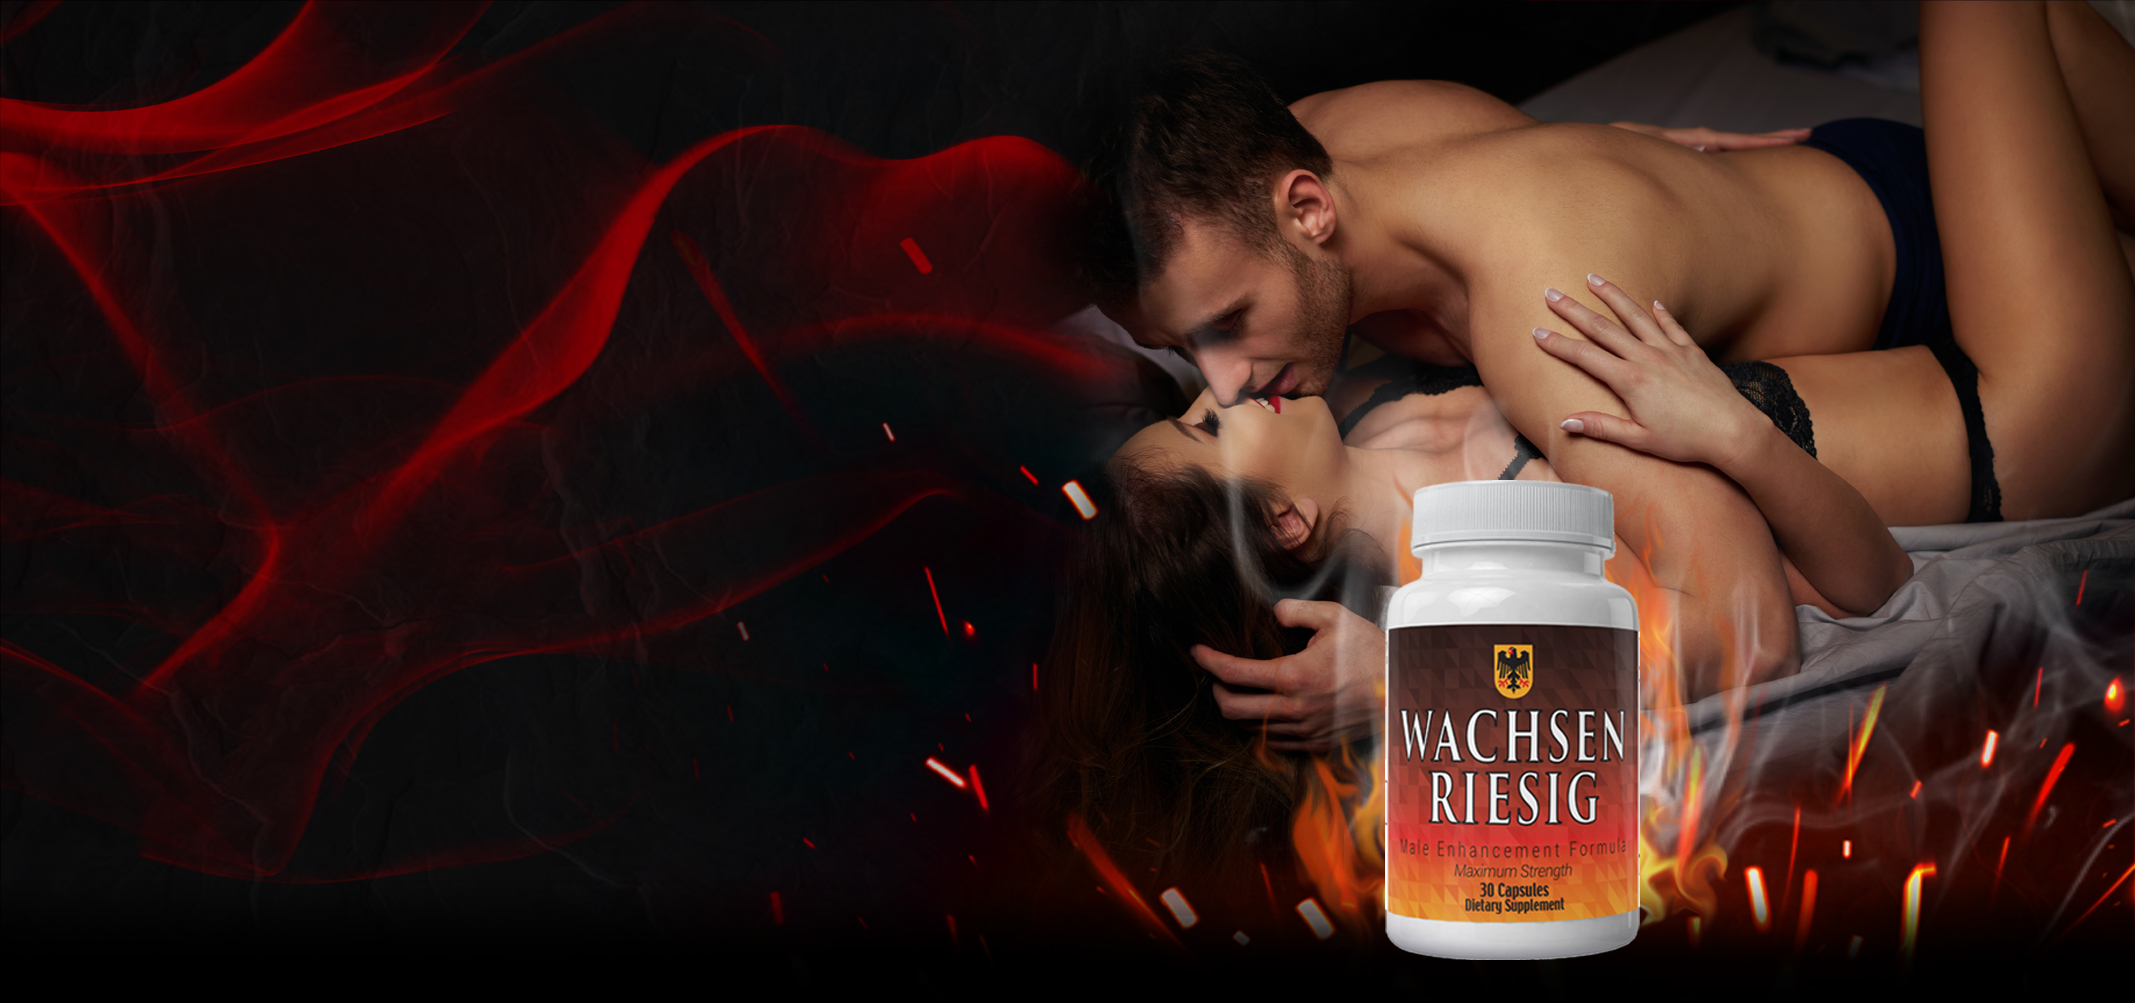 WACHSEN
RIESIG
Male Enhancement Formula
Maximum Strength
30 Capsules
Dietary Supplement